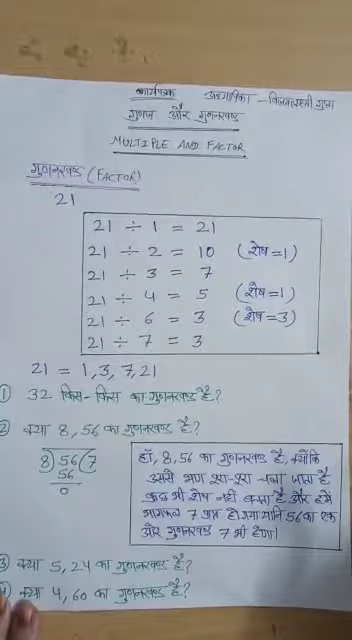 कार्यपत्रक अध्यापिका - विजयलक्ष्मी गुप्ता
गुणज और गुणनखण्ड
MULTIPLE AND FACTOR
गुणनखण्ड (FACTOR)
21
21 ÷ 1 = 21
21 ÷ 2 = 10 (शेष=1)
21 ÷ 3 = 7
21 ÷ 4 = 5 (शेष=1)
21 ÷ 6 = 3 (शेष=3)
21 ÷ 7 = 3
21 = 1, 3, 7, 21
① 32 किस-किस का गुणनखण्ड है?
② क्या 8, 56 का गुणनखण्ड है?
8) 56 (7
56
0
हाँ, 8, 56 का गुणनखण्ड है, क्योंकि
उससे भाग पूरा-पूरा चला जाता है
कुछ भी शेष नहीं बचता है और हमें
भागफल 7 प्राप्त हो गया यानि 56 का एक
और गुणनखण्ड 7 भी होगा।
③ क्या 5, 24 का गुणनखण्ड है?
क्या 4, 60 का गुणनखण्ड है?